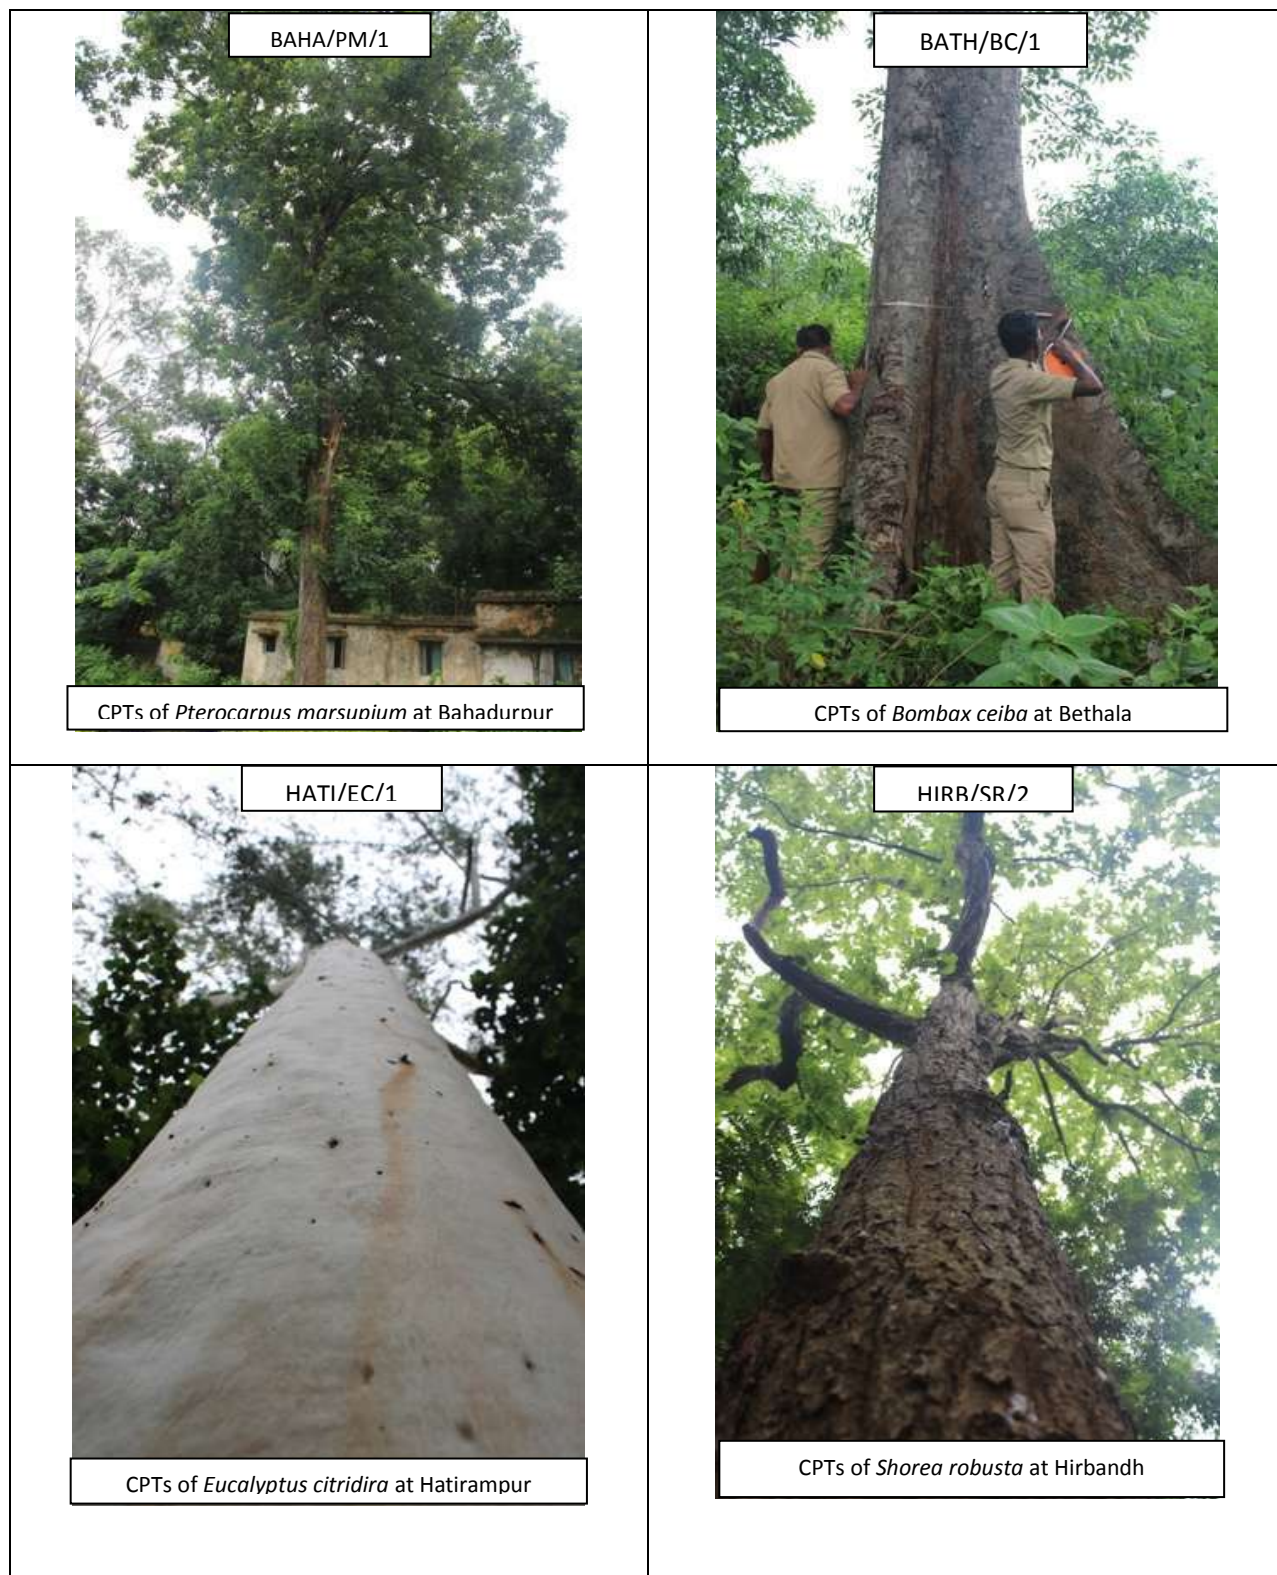 BAHA/PM/1
BATH/BC/1
CPTs of Pterocarpus marsupium at Bahadurpur
CPTs of Bombax ceiba at Bethala
HATI/EC/1
HIRB/SR/2
CPTs of Eucalyptus citridira at Hatirampur
CPTs of Shorea robusta at Hirbandh